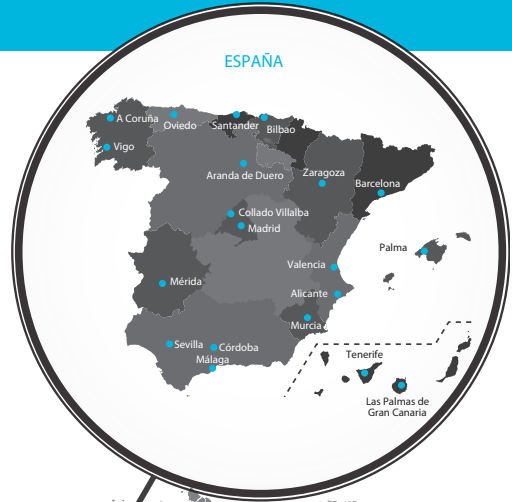 ESPAÑA
A Coruña
Oviedo
Santander
Bilbao
Vigo
Aranda de Duero
Zaragoza
Barcelona
Collado Villalba
Madrid
Palma
Valencia
Mérida
Alicante
Murcia
Sevilla
Córdoba
Málaga
Tenerife
Las Palmas de
Gran Canaria